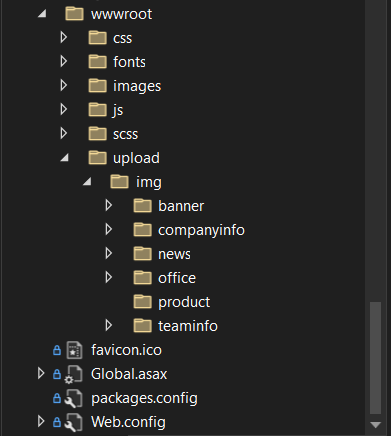 wwwroot
css
fonts
images
js
scss
upload
img
banner
companyinfo
news
office
product
teaminfo
favicon.ico
Global.asax
packages.config
Web.config